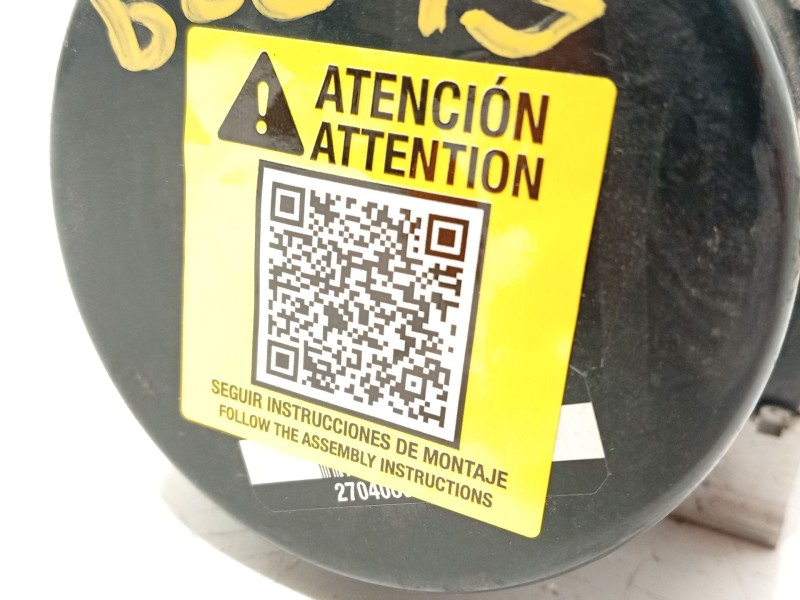 ATENCIÓN
ATTENTION
SEGUIR INSTRUCCIONES DE MONTAJE
FOLLOW THE ASSEMBLY INSTRUCTIONS